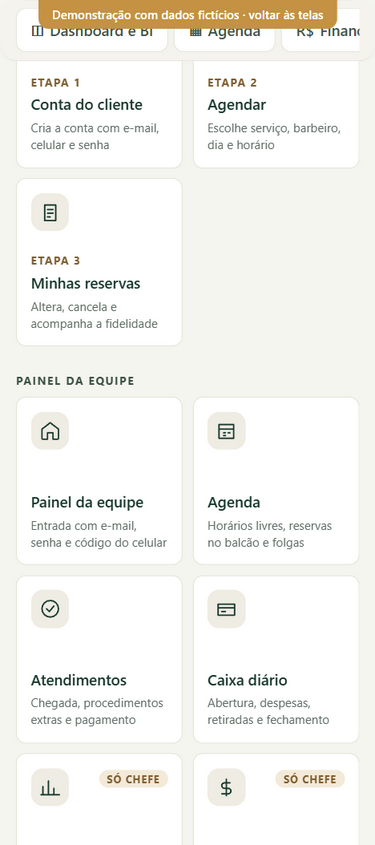 Demonstração com dados fictícios · voltar às telas
Dashboard e BI
Agenda
R$ Financ
ETAPA 1
Conta do cliente
Cria a conta com e-mail,
celular e senha
ETAPA 2
Agendar
Escolhe serviço, barbeiro,
dia e horário
ETAPA 3
Minhas reservas
Altera, cancela e
acompanha a fidelidade
PAINEL DA EQUIPE
Painel da equipe
Entrada com e-mail,
senha e código do celular
Agenda
Horários livres, reservas
no balcão e folgas
Atendimentos
Chegada, procedimentos
extras e pagamento
Caixa diário
Abertura, despesas,
retiradas e fechamento
SÓ CHEFE
SÓ CHEFE